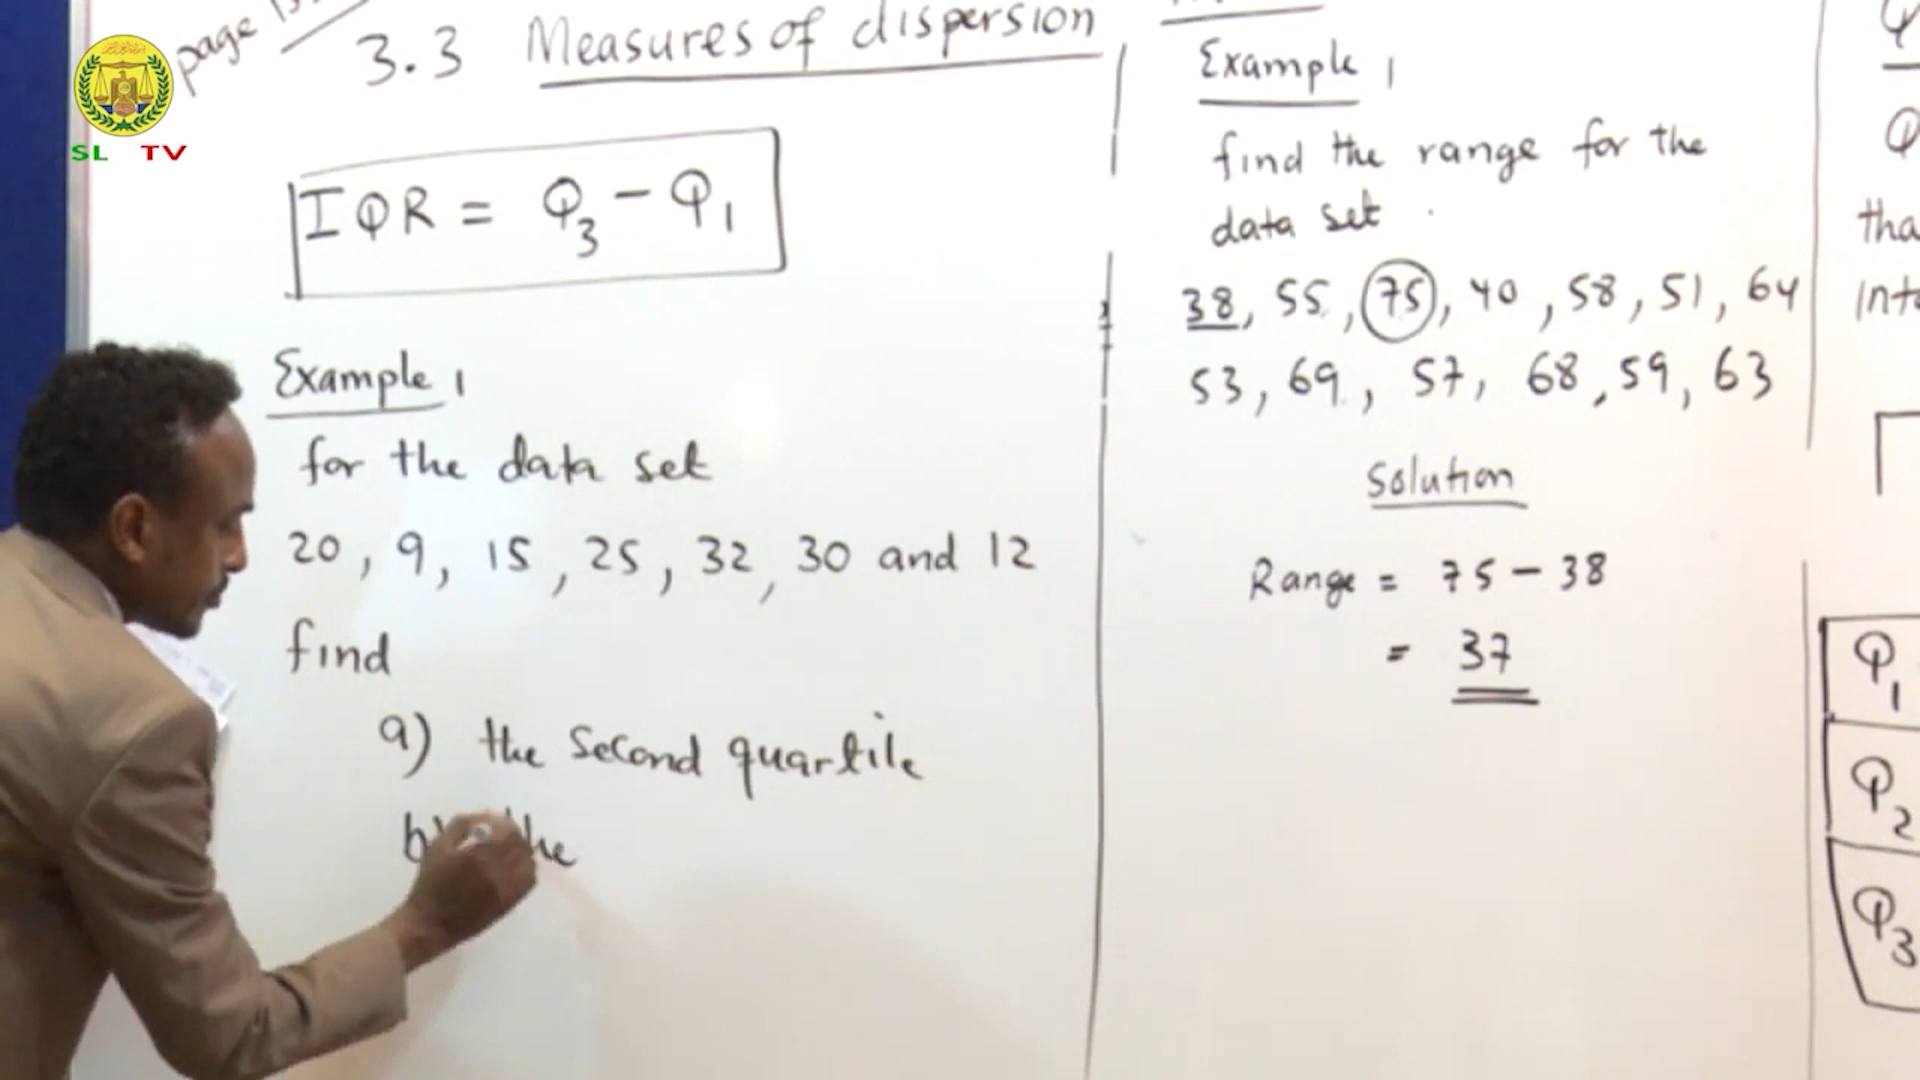 page
3.3 Measures of dispersion
SL TV
IQR = Q3 - Q1
Example 1
for the data set
20, 9, 15, 25, 32, 30 and 12
find
a) the second quartile
b) the
Example 1
find the range for the
data set.
38, 55, 75, 40, 58, 51, 64
53, 69, 57, 68, 59, 63
Solution
Range = 75 - 38
= 37
Q
tha
Int
Q1
Q2
Q3